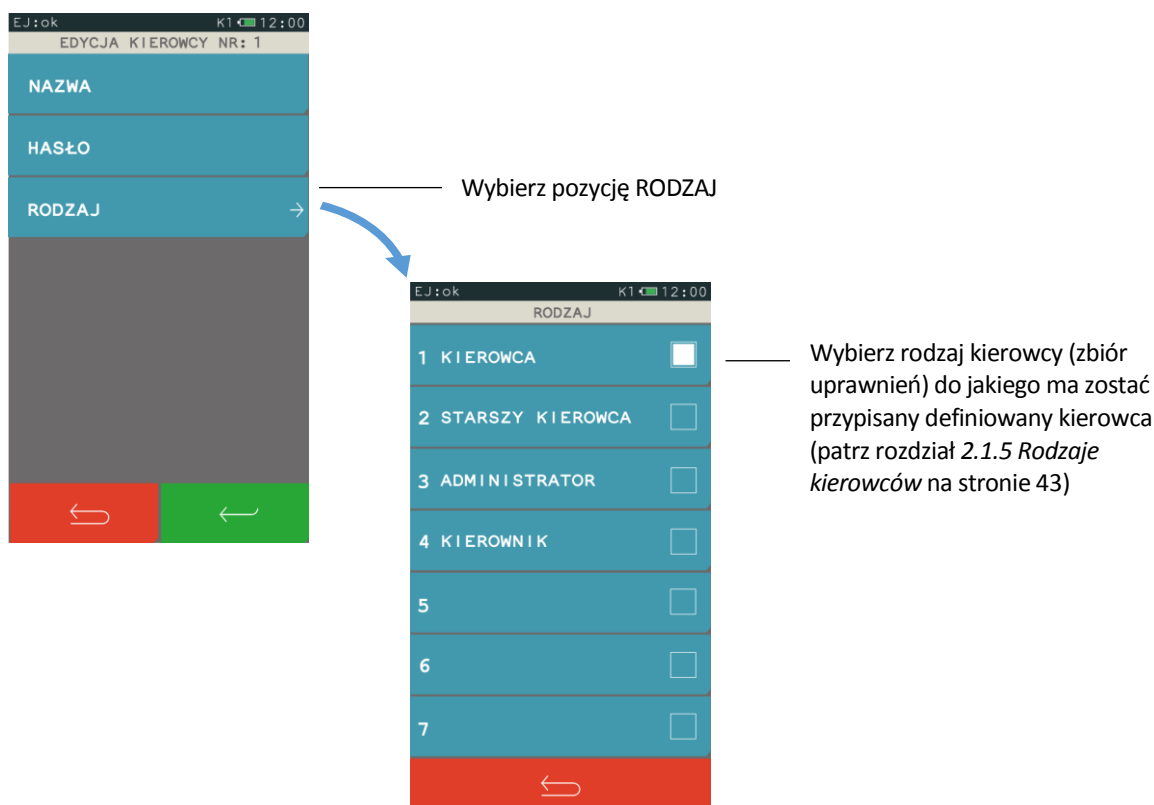 EJ:ok K1 12:00
EDYCJA KIEROWCY NR: 1
NAZWA
HASŁO
RODZAJ
Wybierz pozycję RODZAJ
EJ:ok K1 12:00
RODZAJ
1 KIEROWCA
2 STARSZY KIEROWCA
3 ADMINISTRATOR
4 KIEROWNIK
5
6
7
Wybierz rodzaj kierowcy (zbiór
uprawnień) do jakiego ma zostać
przypisany definiowany kierowca
(patrz rozdział 2.1.5 Rodzaje
kierowców na stronie 43)